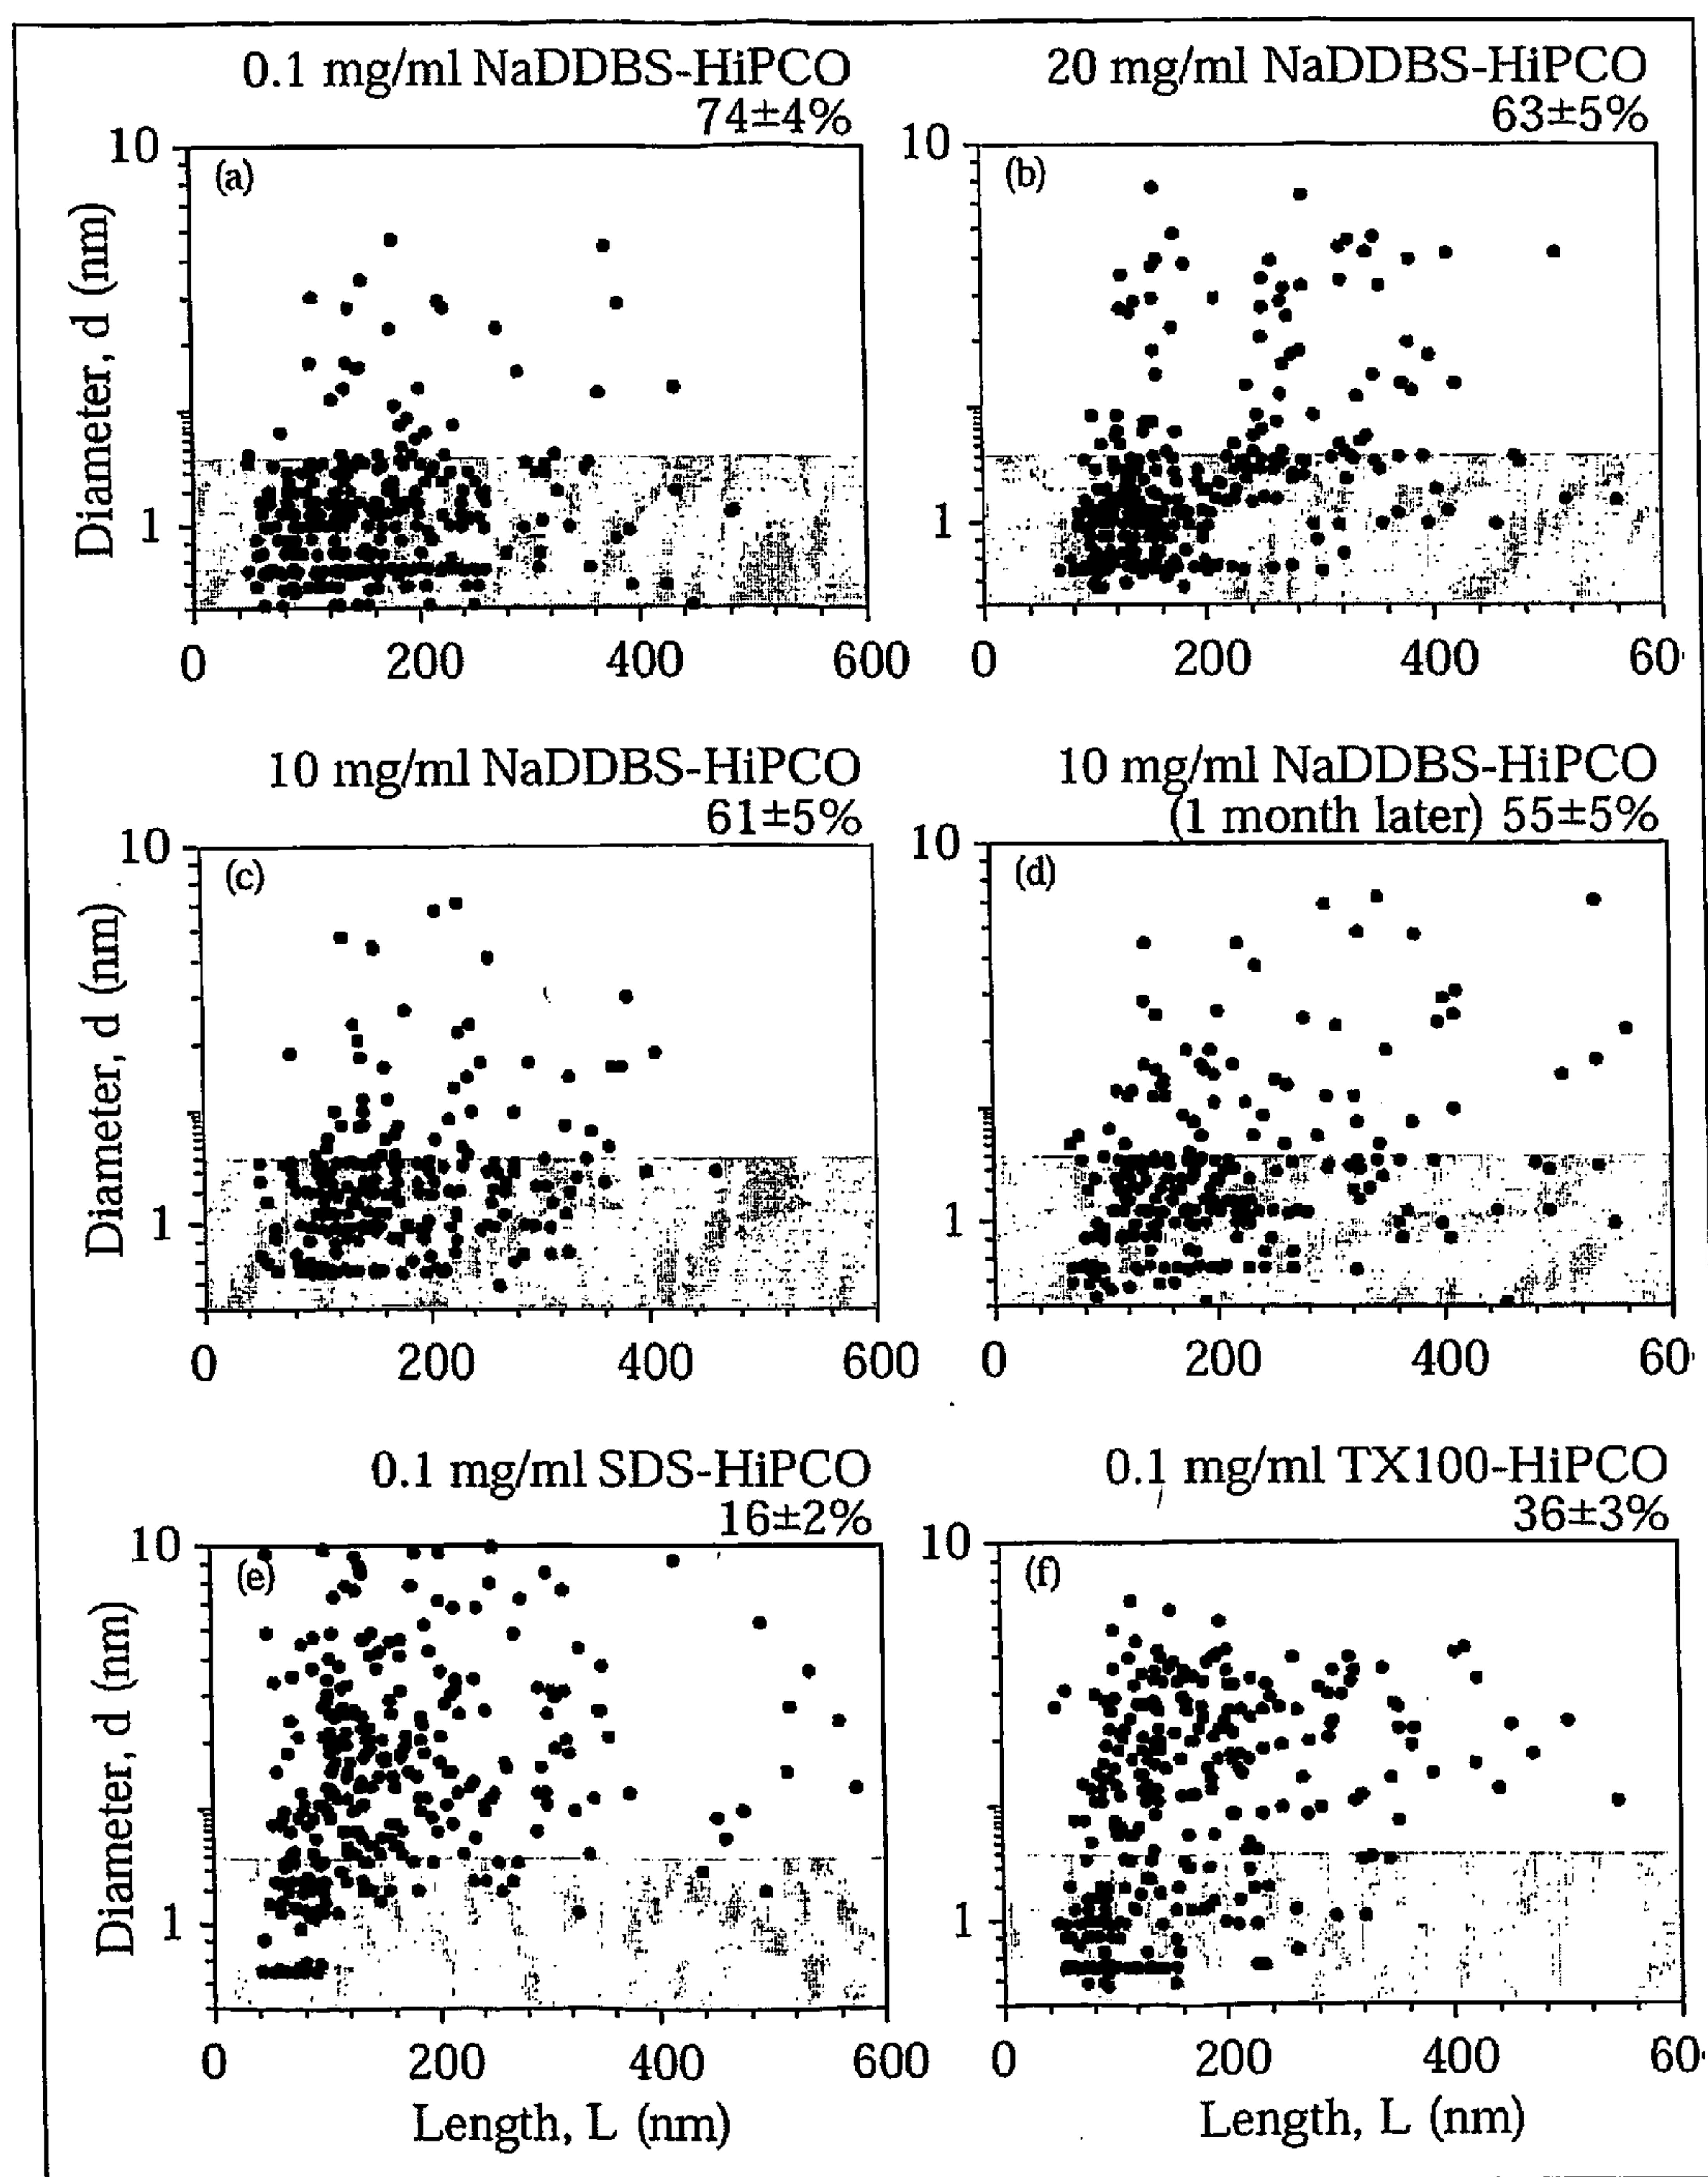 0.1 mg/ml NaDDBS-HiPCO
74±4%
20 mg/ml NaDDBS-HiPCO
63±5%
10
(a)
Diameter, d (nm)
1
0 200 400 600
10
(b)
1
0 200 400 60
10 mg/ml NaDDBS-HiPCO
61±5%
10 mg/ml NaDDBS-HiPCO
(1 month later) 55±5%
10
(c)
Diameter, d (nm)
1
0 200 400 600
10
(d)
1
0 200 400 60
0.1 mg/ml SDS-HiPCO
16±2%
0.1 mg/ml TX100-HiPCO
36±3%
10
(e)
Diameter, d (nm)
1
0 200 400 600
Length, L (nm)
10
(f)
1
0 200 400 60
Length, L (nm)